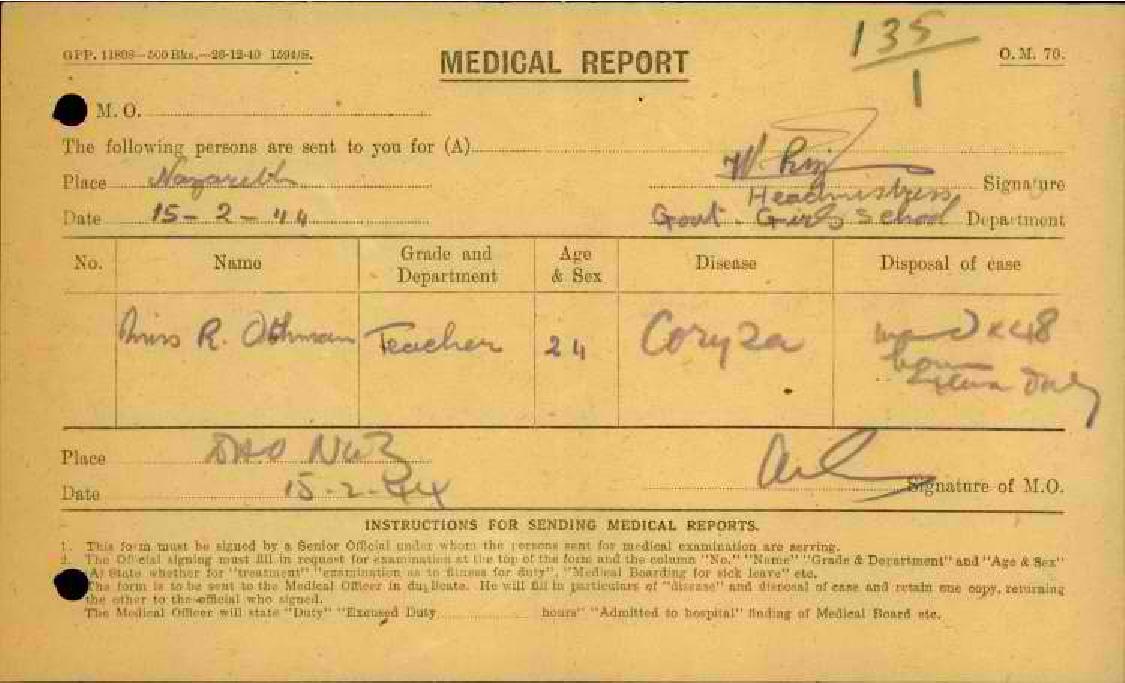 GPP. 11808—500 Bks.—26-12-40 1594/S.
135
1
MEDICAL REPORT
O. M. 70.
M. O.
The following persons are sent to you for (A)
Place Nazareth
Signature
Headmistress
Date 15-2-44
Govt. Girls School Department
No. Name Grade and Department Age & Sex Disease Disposal of case
Miss R. Othman Teacher 24 Coryza x 48
Place DHO Naz
Date 15-2-44
Signature of M.O.
INSTRUCTIONS FOR SENDING MEDICAL REPORTS.
1. This form must be signed by a Senior Official under whom the persons sent for medical examination are serving.
2. The Official signing must fill in request for examination at the top of the form and the column "No." "Name" "Grade & Department" and "Age & Sex"
(A) State whether for "treatment" "examination as to fitness for duty", "Medical Boarding for sick leave" etc.
The form is to be sent to the Medical Officer in duplicate. He will fill in particulars of "disease" and disposal of case and retain one copy, returning
the other to the official who signed.
The Medical Officer will state "Duty" "Excused Duty hours" "Admitted to hospital" finding of Medical Board etc.